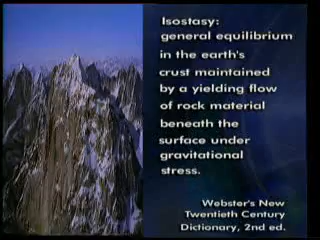 Isostasy:
general equilibrium
in the earth's
crust maintained
by a yielding flow
of rock material
beneath the
surface under
gravitational
stress.
Webster's New
Twentieth Century
Dictionary, 2nd ed.